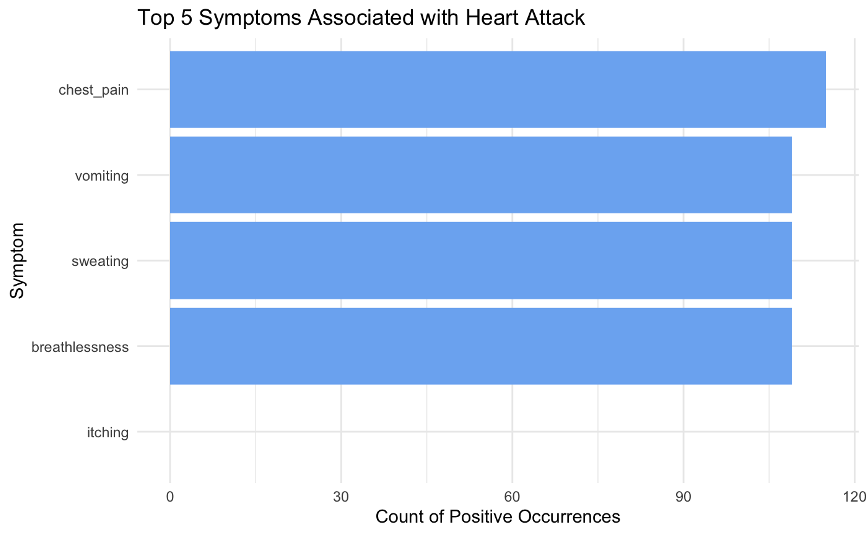 Top 5 Symptoms Associated with Heart Attack
Symptom
chest_pain
vomiting
sweating
breathlessness
itching
0 30 60 90 120
Count of Positive Occurrences